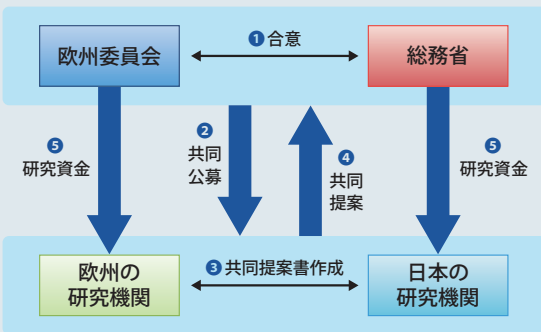 欧州委員会
❶合意
総務省
❺
研究資金
❷
共同
公募
❹
共同
提案
❺
研究資金
欧州の
研究機関
❸共同提案書作成
日本の
研究機関